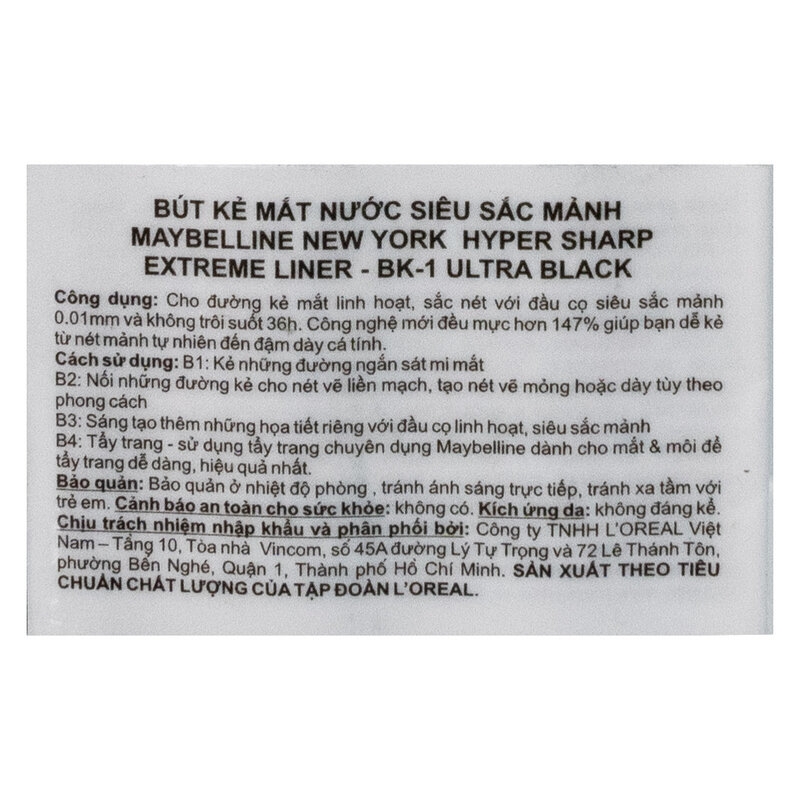 BÚT KẺ MẮT NƯỚC SIÊU SẮC MẢNH
MAYBELLINE NEW YORK HYPER SHARP
EXTREME LINER - BK-1 ULTRA BLACK
Công dụng: Cho đường kẻ mắt linh hoạt, sắc nét với đầu cọ siêu sắc mảnh
0.01mm và không trôi suốt 36h. Công nghệ mới đều mực hơn 147% giúp bạn dễ kẻ
từ nét mảnh tự nhiên đến đậm dày cá tính.
Cách sử dụng: B1: Kẻ những đường ngắn sát mi mắt
B2: Nối những đường kẻ cho nét vẽ liền mạch, tạo nét vẽ mỏng hoặc dày tùy theo
phong cách
B3: Sáng tạo thêm những họa tiết riêng với đầu cọ linh hoạt, siêu sắc mảnh
B4: Tẩy trang - sử dụng tẩy trang chuyên dụng Maybelline dành cho mắt & môi để
tẩy trang dễ dàng, hiệu quả nhất.
Bảo quản: Bảo quản ở nhiệt độ phòng , tránh ánh sáng trực tiếp, tránh xa tầm với
trẻ em. Cảnh báo an toàn cho sức khỏe: không có. Kích ứng da: không đáng kể.
Chịu trách nhiệm nhập khẩu và phân phối bởi: Công ty TNHH L'OREAL Việt
Nam – Tầng 10, Tòa nhà Vincom, số 45A đường Lý Tự Trọng và 72 Lê Thánh Tôn,
phường Bến Nghé, Quận 1, Thành phố Hồ Chí Minh. SẢN XUẤT THEO TIÊU
CHUẨN CHẤT LƯỢNG CỦA TẬP ĐOÀN L'OREAL.